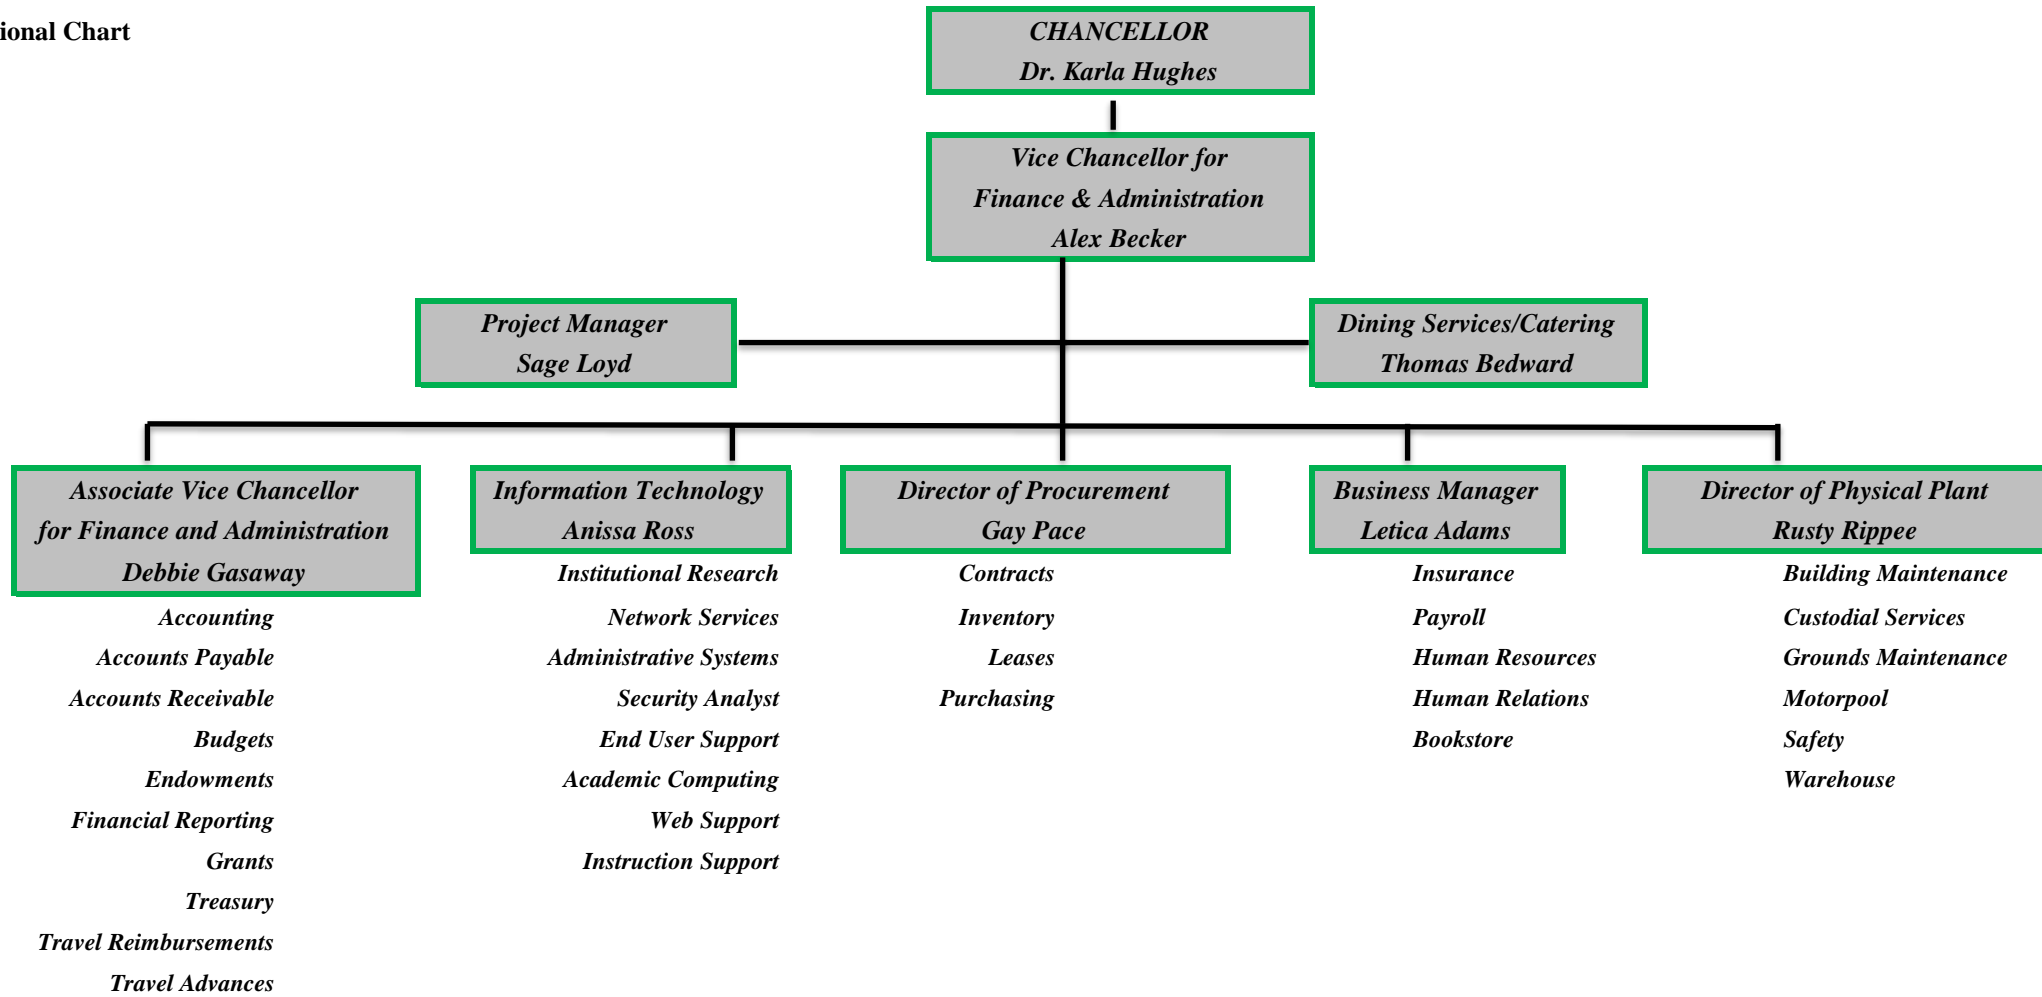 ional Chart
CHANCELLOR
Dr. Karla Hughes
Vice Chancellor for
Finance & Administration
Alex Becker
Project Manager
Sage Loyd
Dining Services/Catering
Thomas Bedward
Associate Vice Chancellor
for Finance and Administration
Debbie Gasaway
Accounting
Accounts Payable
Accounts Receivable
Budgets
Endowments
Financial Reporting
Grants
Treasury
Travel Reimbursements
Travel Advances
Information Technology
Anissa Ross
Institutional Research
Network Services
Administrative Systems
Security Analyst
End User Support
Academic Computing
Web Support
Instruction Support
Director of Procurement
Gay Pace
Contracts
Inventory
Leases
Purchasing
Business Manager
Letica Adams
Insurance
Payroll
Human Resources
Human Relations
Bookstore
Director of Physical Plant
Rusty Rippee
Building Maintenance
Custodial Services
Grounds Maintenance
Motorpool
Safety
Warehouse